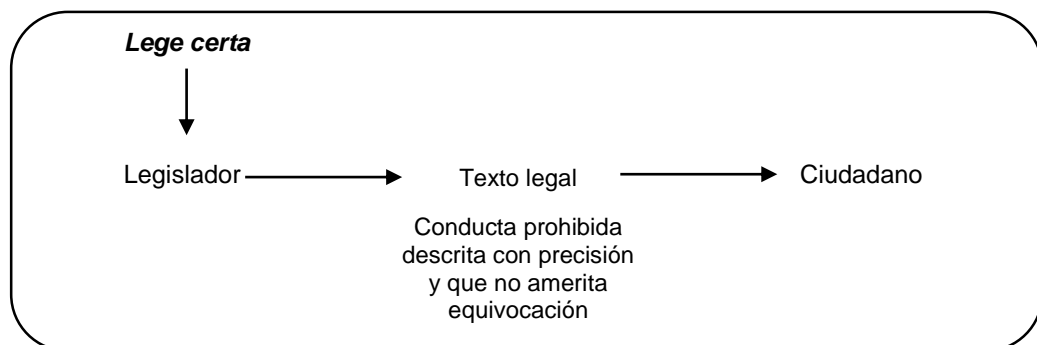 Lege certa
Legislador
Texto legal
Ciudadano
Conducta prohibida
descrita con precisión
y que no amerita
equivocación